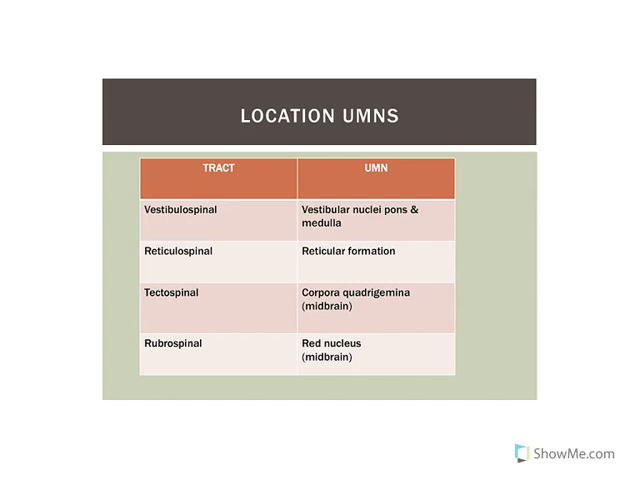 LOCATION UMNS
TRACT UMN
Vestibulospinal Vestibular nuclei pons &
medulla
Reticulospinal Reticular formation
Tectospinal Corpora quadrigemina
(midbrain)
Rubrospinal Red nucleus
(midbrain)
ShowMe.com